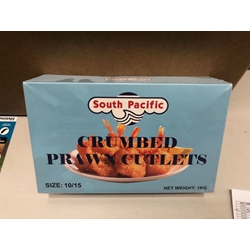 South Pacific
CRUMBED
PRAWN CUTLETS
SIZE: 10/15
NET WEIGHT: 1KG